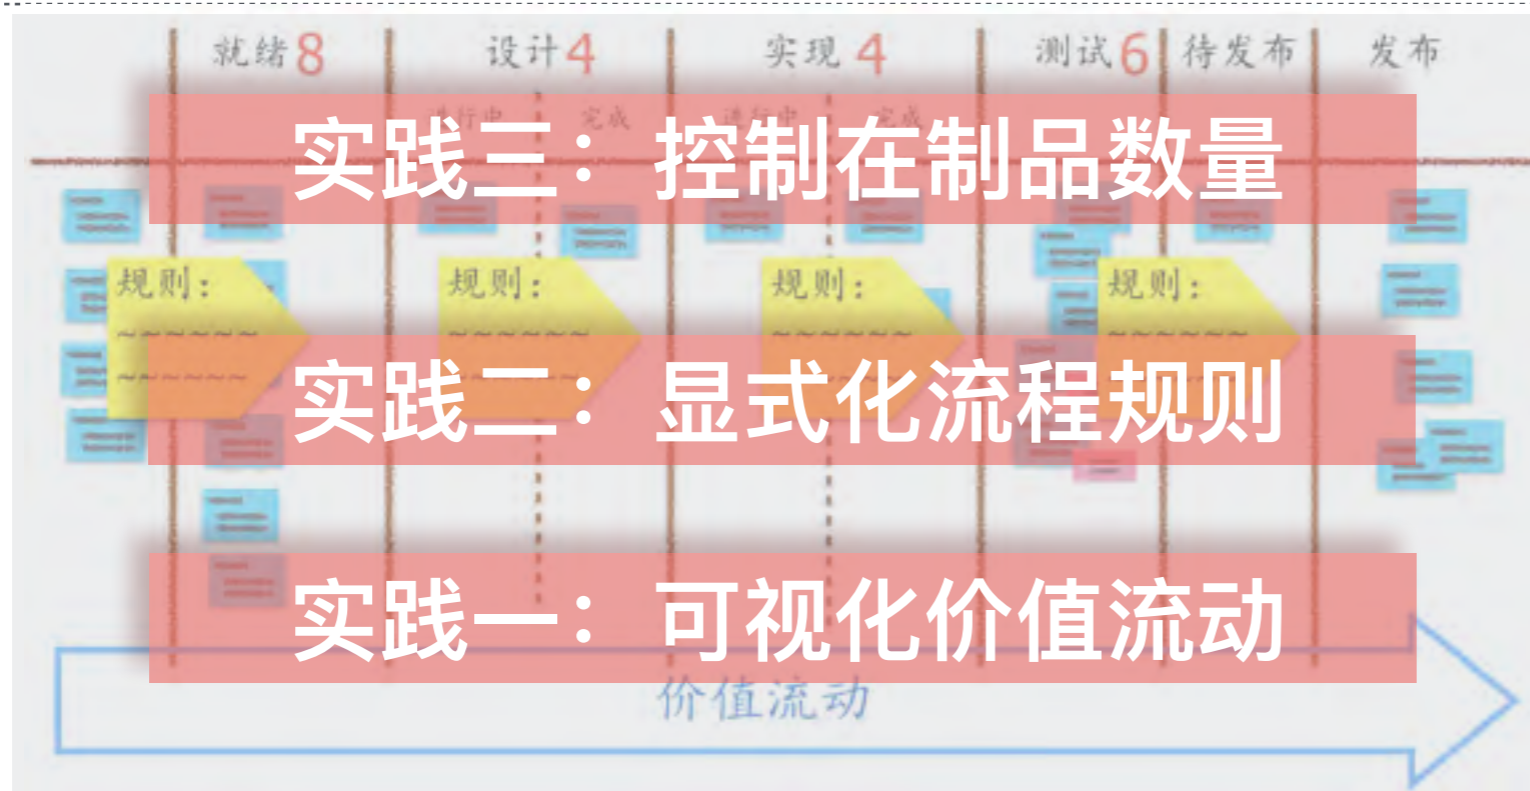 就绪8 设计4 实现4 测试6 待发布 发布
进行中 完成 进行中 完成
实践三：控制在制品数量
规则： 规则： 规则： 规则：
实践二：显式化流程规则
实践一：可视化价值流动
价值流动